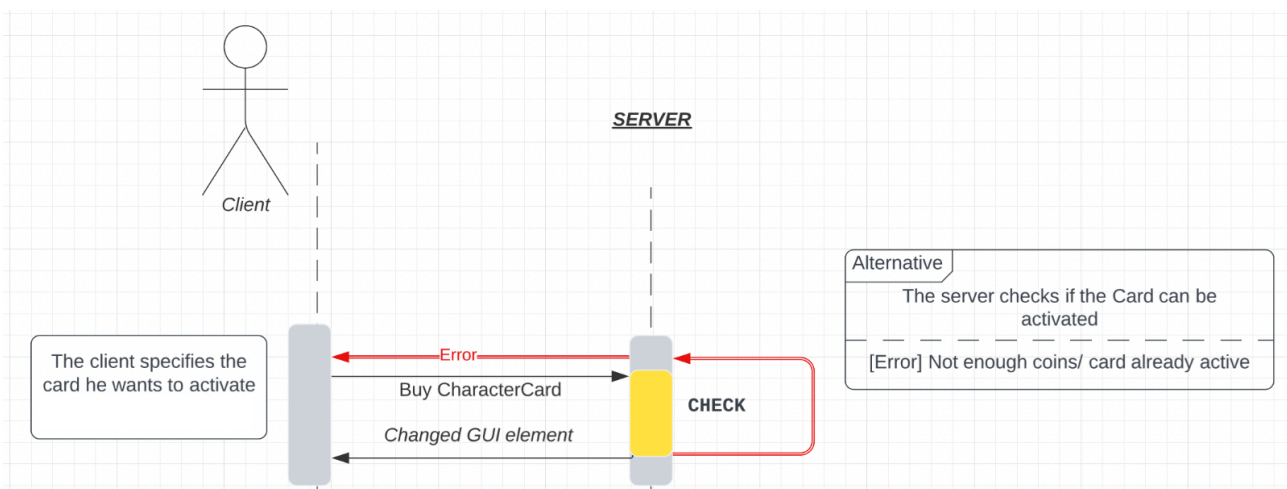 SERVER
Client
Alternative
The server checks if the Card can be
activated
[Error] Not enough coins/ card already active
The client specifies the
card he wants to activate
Error
Buy CharacterCard
CHECK
Changed GUI element